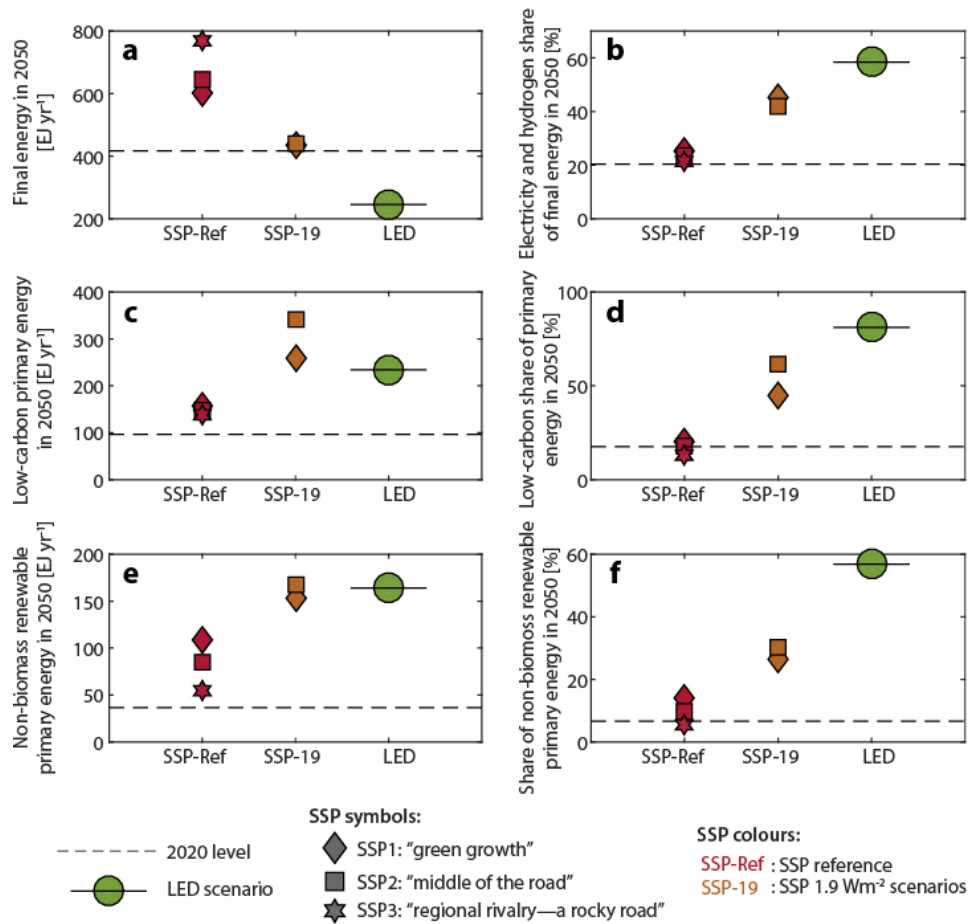 a
Final energy in 2050
[EJ yr⁻¹]
800
600
400
200
SSP-Ref SSP-19 LED
b
Electricity and hydrogen share
of final energy in 2050 [%]
60
40
20
0
SSP-Ref SSP-19 LED
c
Low-carbon primary energy
in 2050 [EJ yr⁻¹]
400
300
200
100
0
SSP-Ref SSP-19 LED
d
Low-carbon share of primary
energy in 2050 [%]
100
50
0
SSP-Ref SSP-19 LED
e
Non-biomass renewable
primary energy in 2050 [EJ yr⁻¹]
200
150
100
50
0
SSP-Ref SSP-19 LED
f
Share of non-biomoss renewable
primary energy in 2050 [%]
60
40
20
0
SSP-Ref SSP-19 LED
2020 level
LED scenario
SSP symbols:
SSP1: “green growth”
SSP2: “middle of the road”
SSP3: “regional rivalry—a rocky road”
SSP colours:
SSP-Ref : SSP reference
SSP-19 : SSP 1.9 Wm⁻² scenarios